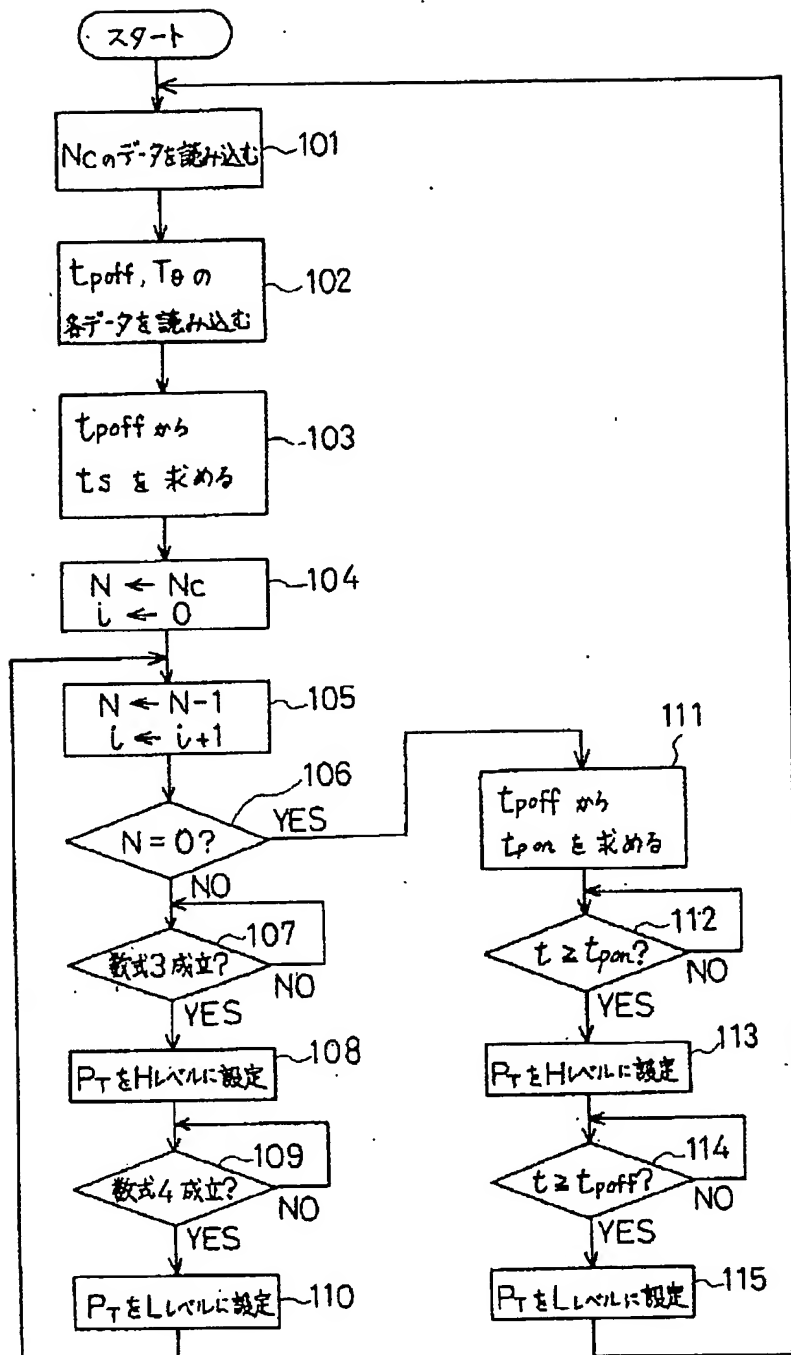 スタート
Ncのデータを読み込む
101
tpoff, Tθの
各データを読み込む
102
tpoffから
tsを求める
103
N ← Nc
i ← 0
104
N ← N-1
i ← i+1
105
106
N=0?
YES
NO
107
数式3成立?
NO
YES
PTをHレベルに設定
108
109
数式4成立?
NO
YES
PTをLレベルに設定
110
111
tpoffから
tponを求める
112
t≥tpon?
NO
YES
PTをHレベルに設定
113
114
t≥tpoff?
NO
YES
PTをLレベルに設定
115